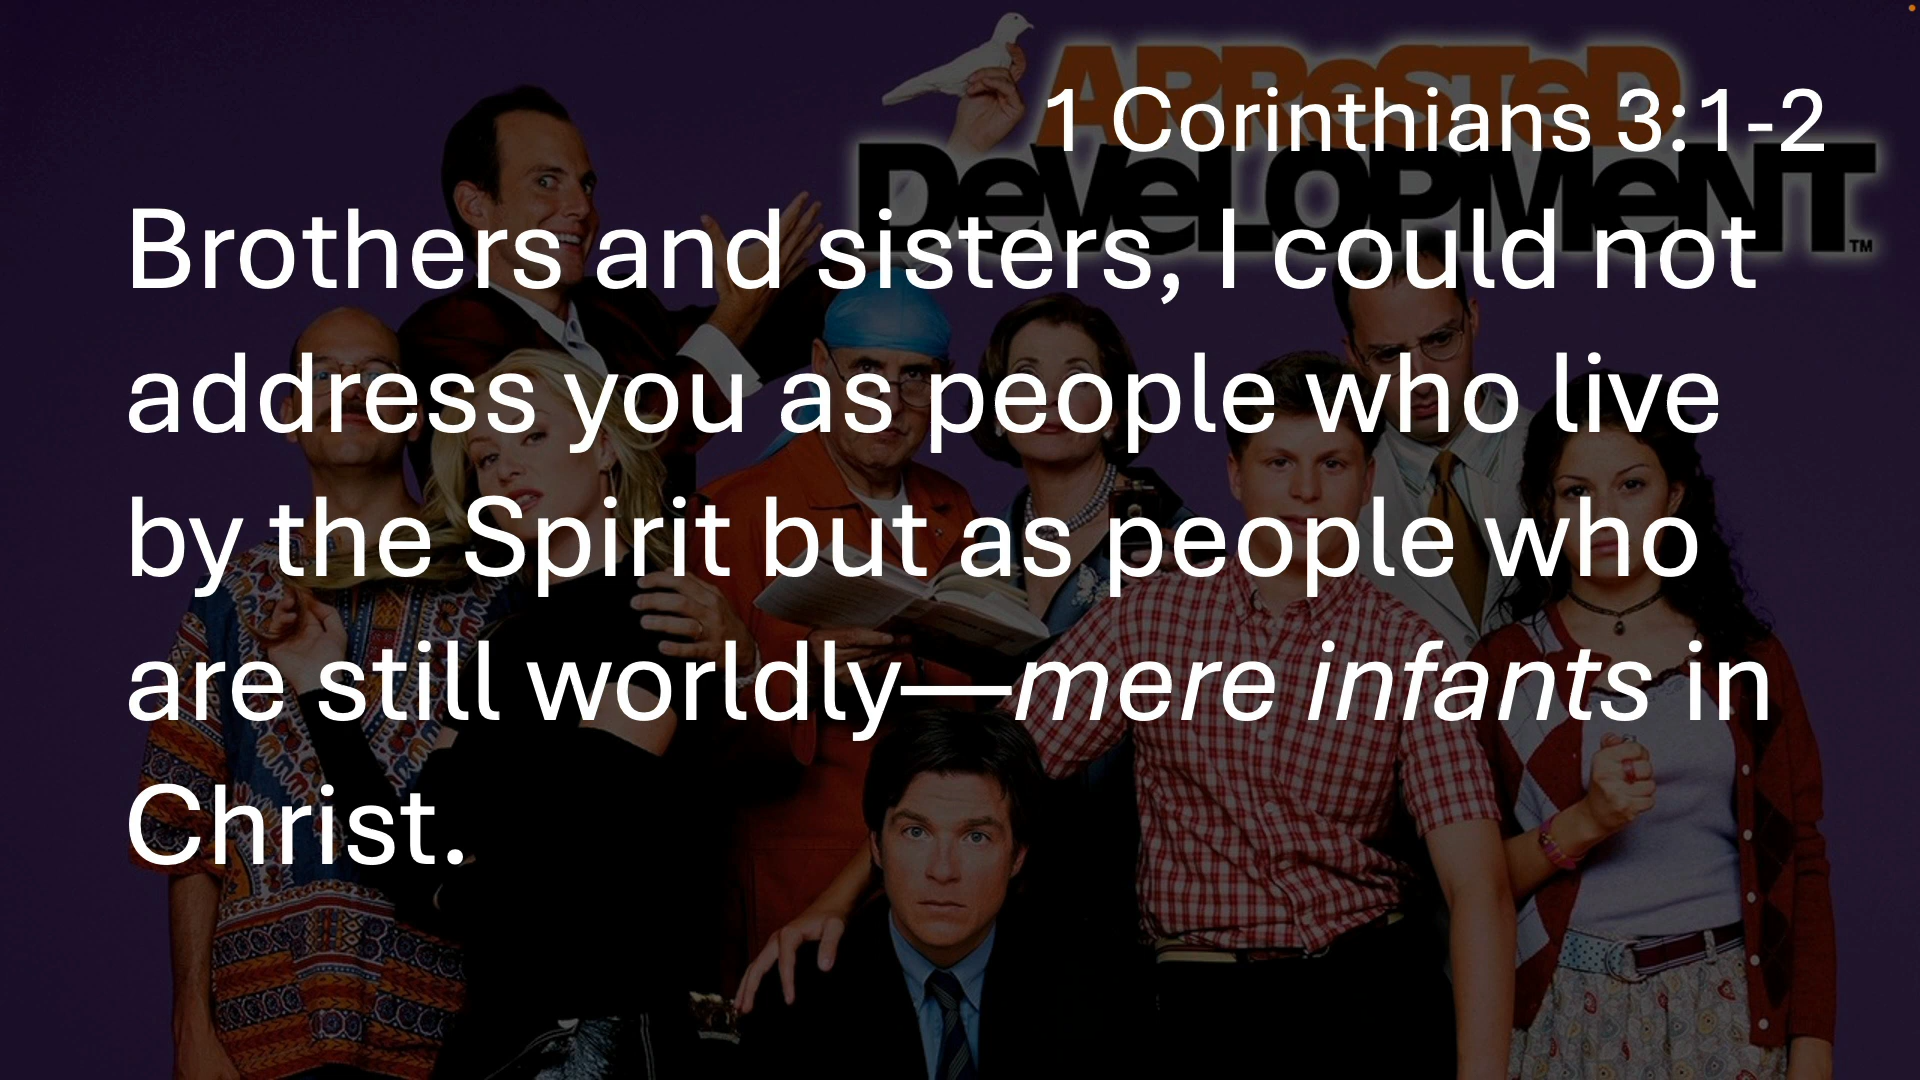 ARReSTeD
DeVeLOPMeNT™
1 Corinthians 3:1-2
Brothers and sisters, I could not
address you as people who live
by the Spirit but as people who
are still worldly—mere infants in
Christ.